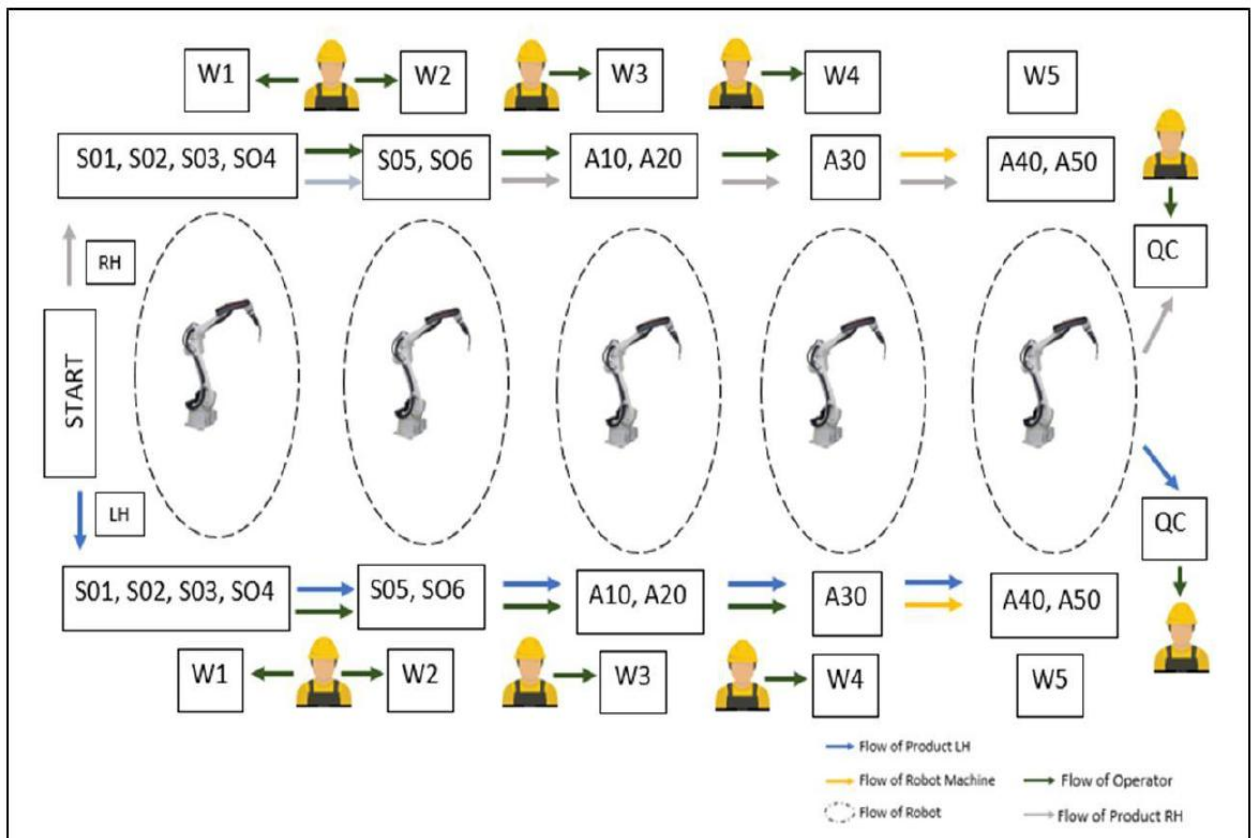 W1
W2
W3
W4
W5
S01, S02, S03, SO4
S05, SO6
A10, A20
A30
A40, A50
QC
RH
START
LH
QC
S01, S02, S03, SO4
S05, SO6
A10, A20
A30
A40, A50
W1
W2
W3
W4
W5
Flow of Product LH
Flow of Robot Machine
Flow of Operator
Flow of Robot
Flow of Product RH